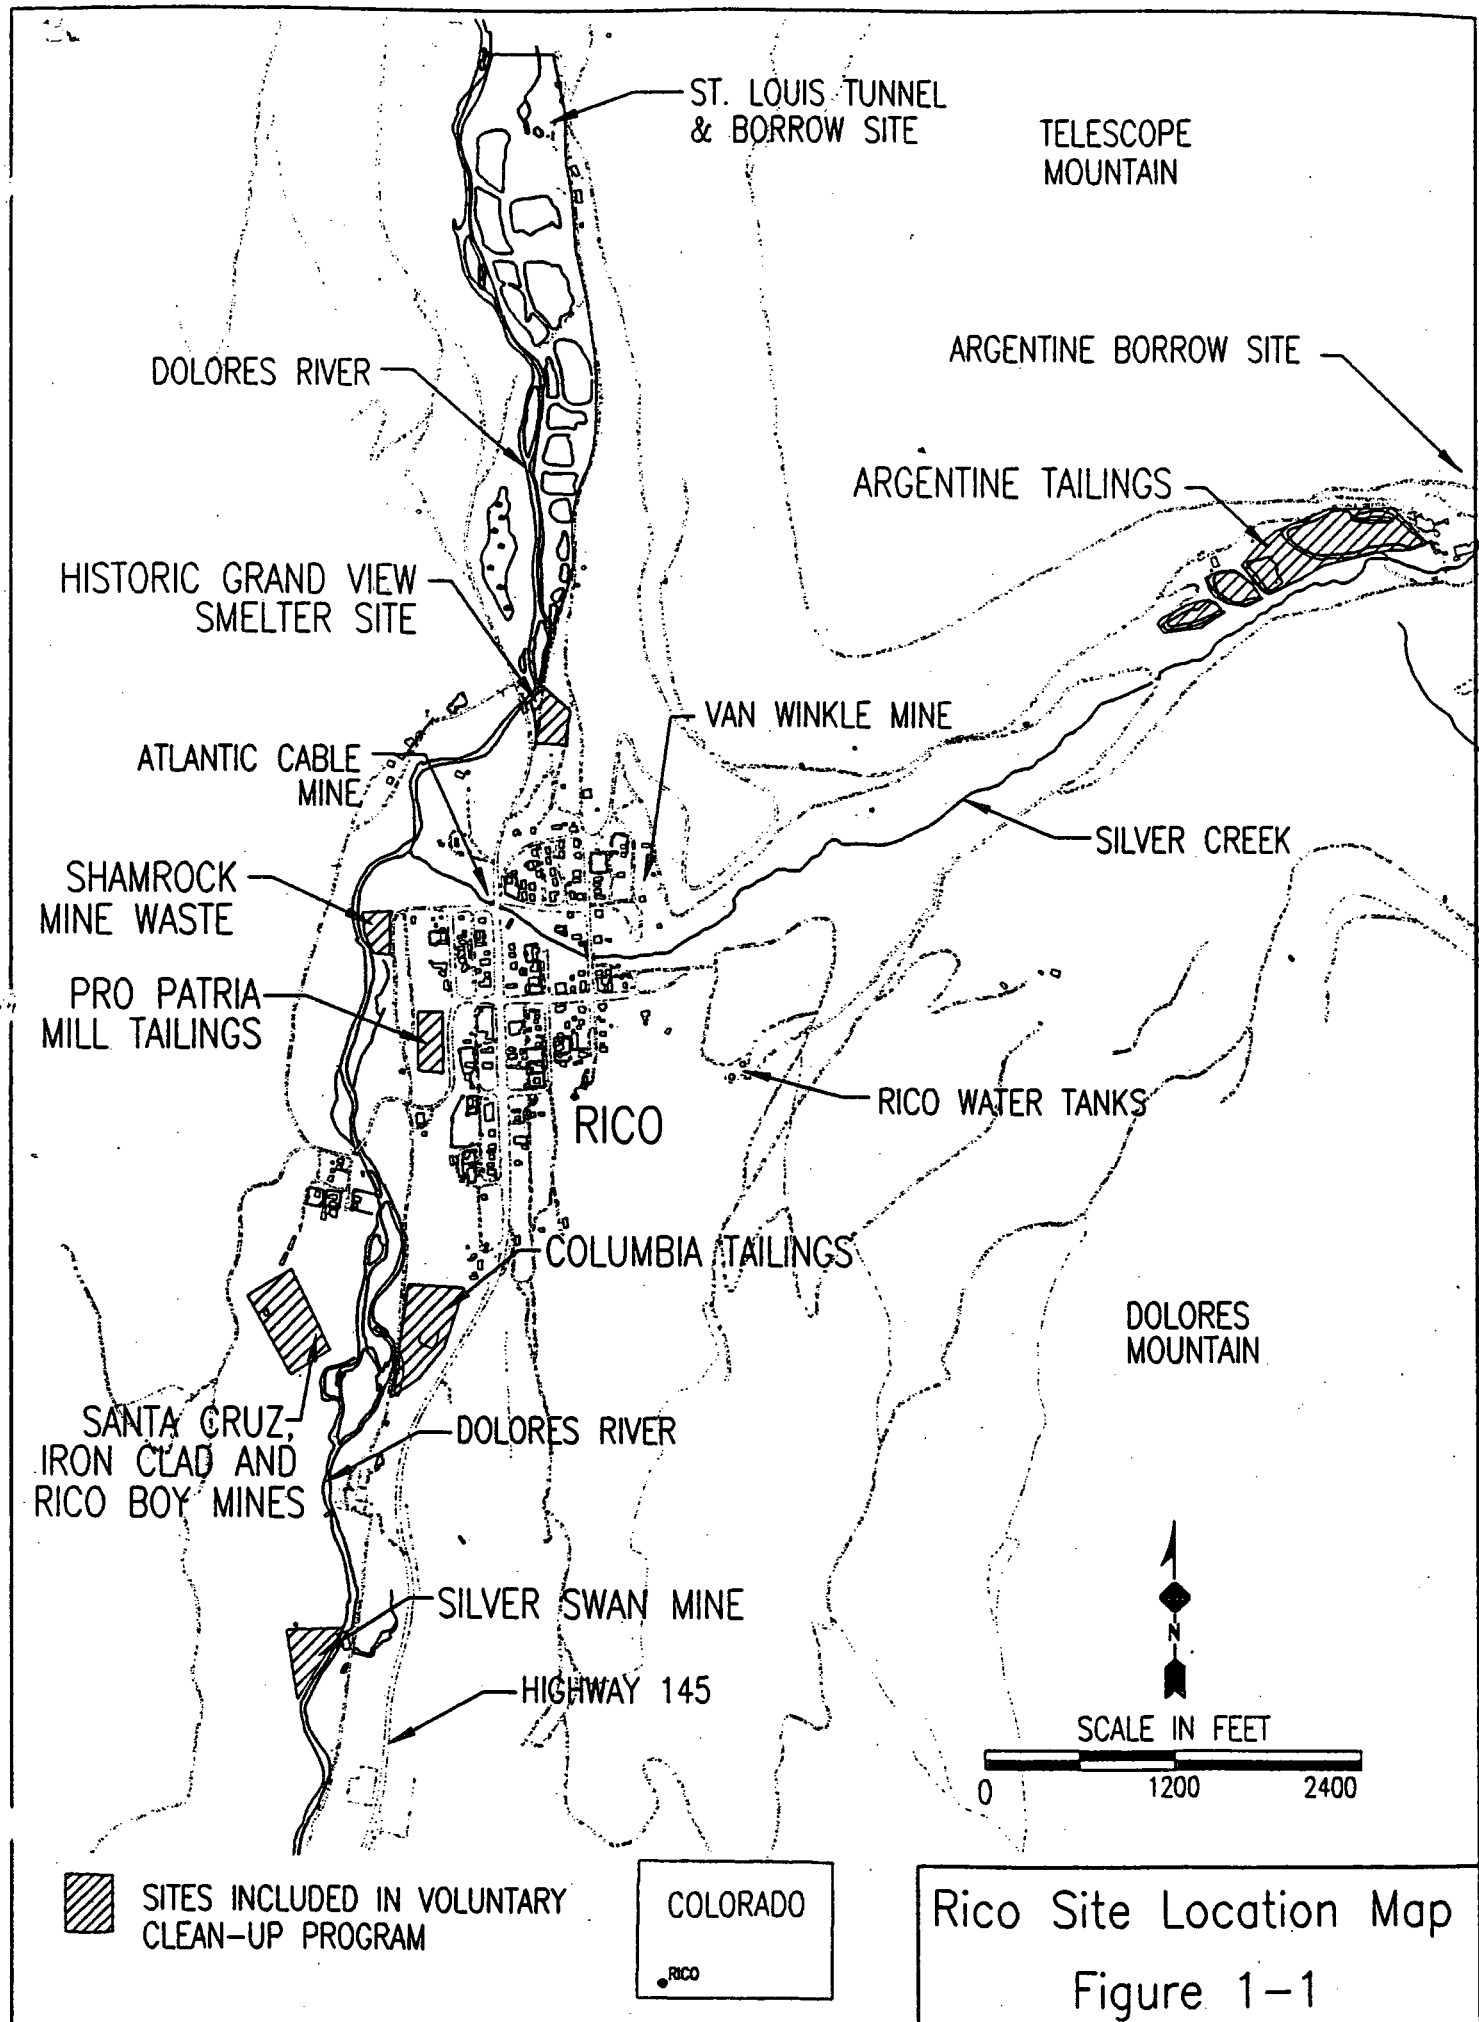 ST. LOUIS TUNNEL
& BORROW SITE
TELESCOPE
MOUNTAIN
DOLORES RIVER
ARGENTINE BORROW SITE
ARGENTINE TAILINGS
HISTORIC GRAND VIEW
SMELTER SITE
VAN WINKLE MINE
ATLANTIC CABLE
MINE
SILVER CREEK
SHAMROCK
MINE WASTE
PRO PATRIA
MILL TAILINGS
RICO WATER TANKS
RICO
COLUMBIA TAILINGS
DOLORES
MOUNTAIN
SANTA CRUZ,
IRON CLAD AND
RICO BOY MINES
DOLORES RIVER
SILVER SWAN MINE
HIGHWAY 145
N
SCALE IN FEET
0 1200 2400
SITES INCLUDED IN VOLUNTARY
CLEAN-UP PROGRAM
COLORADO
RICO
Rico Site Location Map
Figure 1-1